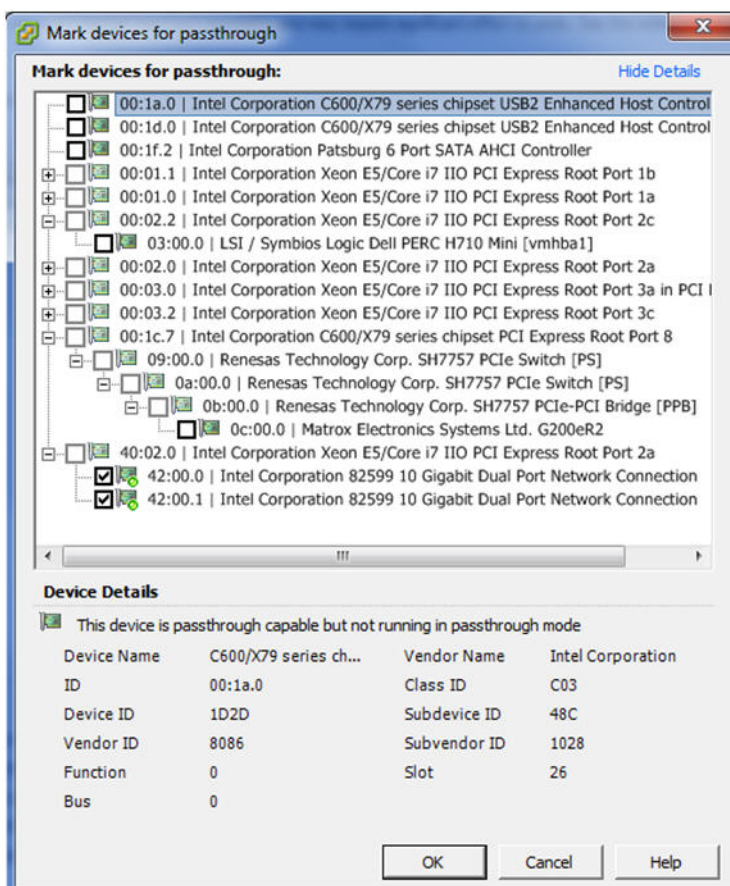 Mark devices for passthrough
Mark devices for passthrough: Hide Details
00:1a.0 | Intel Corporation C600/X79 series chipset USB2 Enhanced Host Control
00:1d.0 | Intel Corporation C600/X79 series chipset USB2 Enhanced Host Control
00:1f.2 | Intel Corporation Patsburg 6 Port SATA AHCI Controller
00:01.1 | Intel Corporation Xeon E5/Core i7 IIO PCI Express Root Port 1b
00:01.0 | Intel Corporation Xeon E5/Core i7 IIO PCI Express Root Port 1a
00:02.2 | Intel Corporation Xeon E5/Core i7 IIO PCI Express Root Port 2c
03:00.0 | LSI / Symbios Logic Dell PERC H710 Mini [vmhba1]
00:02.0 | Intel Corporation Xeon E5/Core i7 IIO PCI Express Root Port 2a
00:03.0 | Intel Corporation Xeon E5/Core i7 IIO PCI Express Root Port 3a in PCI
00:03.2 | Intel Corporation Xeon E5/Core i7 IIO PCI Express Root Port 3c
00:1c.7 | Intel Corporation C600/X79 series chipset PCI Express Root Port 8
09:00.0 | Renesas Technology Corp. SH7757 PCIe Switch [PS]
0a:00.0 | Renesas Technology Corp. SH7757 PCIe Switch [PS]
0b:00.0 | Renesas Technology Corp. SH7757 PCIe-PCI Bridge [PPB]
0c:00.0 | Matrox Electronics Systems Ltd. G200eR2
40:02.0 | Intel Corporation Xeon E5/Core i7 IIO PCI Express Root Port 2a
42:00.0 | Intel Corporation 82599 10 Gigabit Dual Port Network Connection
42:00.1 | Intel Corporation 82599 10 Gigabit Dual Port Network Connection
Device Details
This device is passthrough capable but not running in passthrough mode
Device Name C600/X79 series ch... Vendor Name Intel Corporation
ID 00:1a.0 Class ID C03
Device ID 1D2D Subdevice ID 48C
Vendor ID 8086 Subvendor ID 1028
Function 0 Slot 26
Bus 0
OK Cancel Help